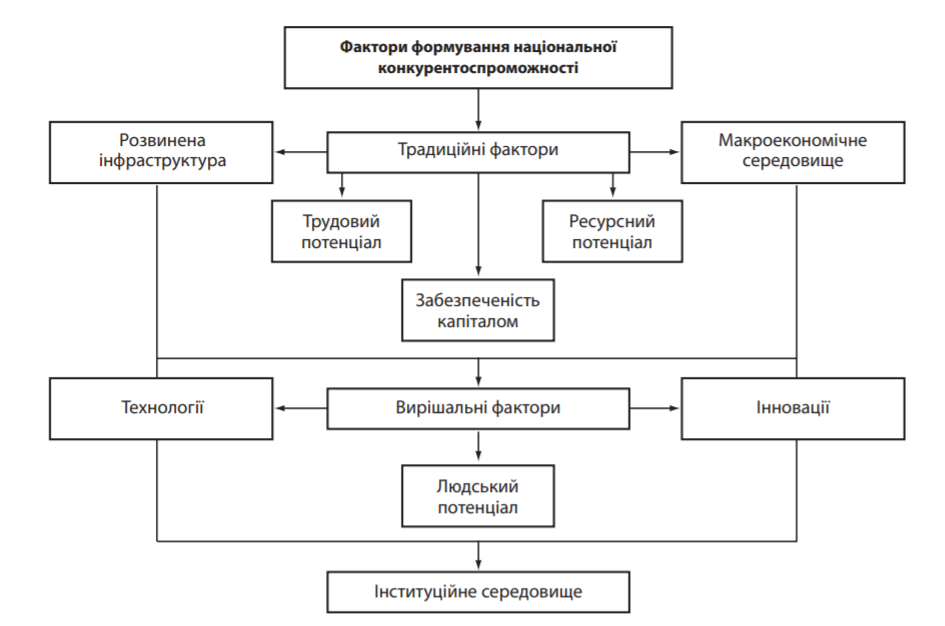 Фактори формування національної
конкурентоспроможності
Розвинена
інфраструктура
Традиційні фактори
Макроекономічне
середовище
Трудовий
потенціал
Ресурсний
потенціал
Забезпеченість
капіталом
Технології
Вирішальні фактори
Інновації
Людський
потенціал
Інституційне середовище